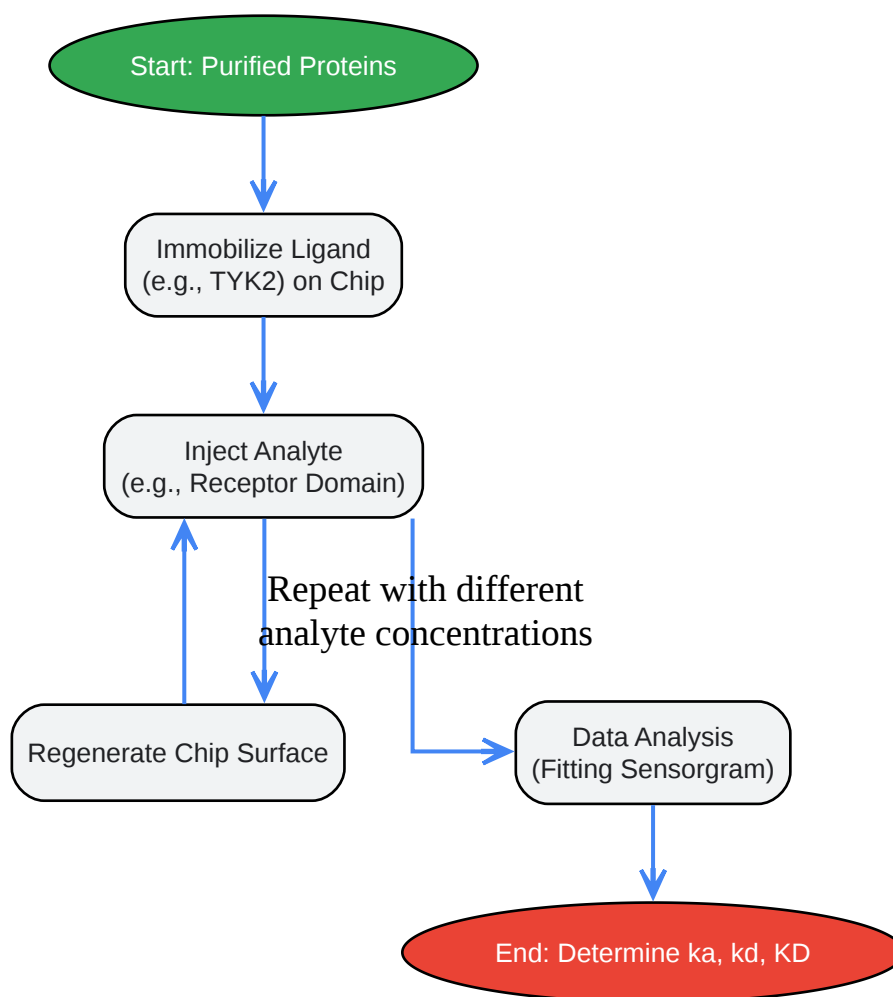 Start: Purified Proteins
Immobilize Ligand
(e.g., TYK2) on Chip
Inject Analyte
(e.g., Receptor Domain)
Repeat with different
analyte concentrations
Regenerate Chip Surface
Data Analysis
(Fitting Sensorgram)
End: Determine ka, kd, KD